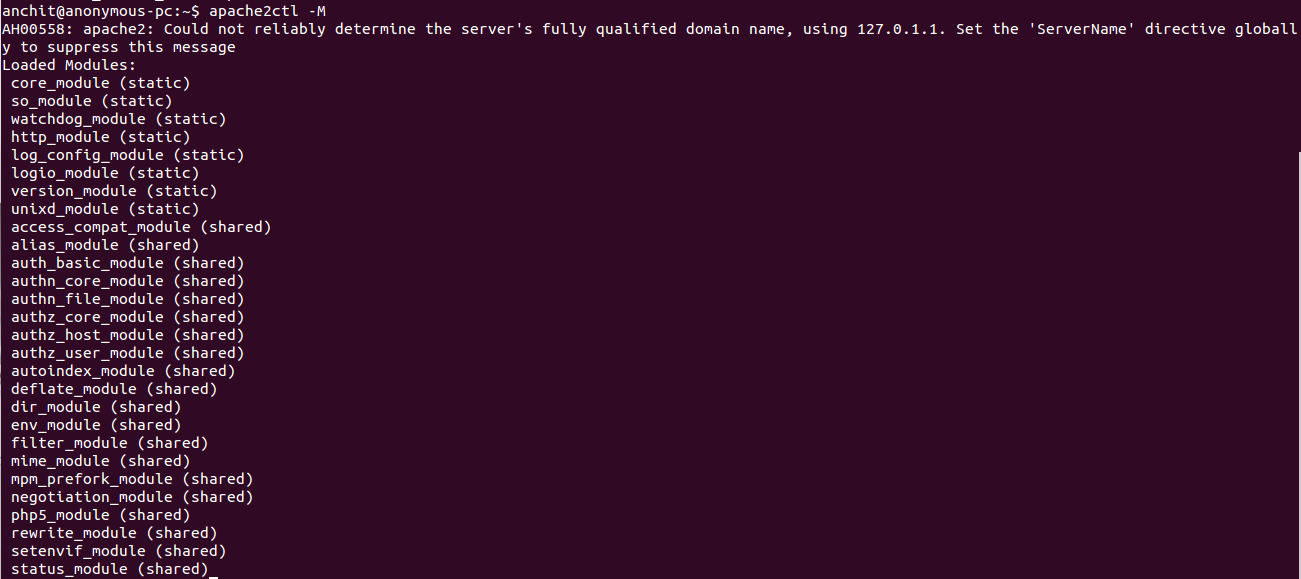 anchit@anonymous-pc:~$ apache2ctl -M
AH00558: apache2: Could not reliably determine the server's fully qualified domain name, using 127.0.1.1. Set the 'ServerName' directive globall
y to suppress this message
Loaded Modules:
 core_module (static)
 so_module (static)
 watchdog_module (static)
 http_module (static)
 log_config_module (static)
 logio_module (static)
 version_module (static)
 unixd_module (static)
 access_compat_module (shared)
 alias_module (shared)
 auth_basic_module (shared)
 authn_core_module (shared)
 authn_file_module (shared)
 authz_core_module (shared)
 authz_host_module (shared)
 authz_user_module (shared)
 autoindex_module (shared)
 deflate_module (shared)
 dir_module (shared)
 env_module (shared)
 filter_module (shared)
 mime_module (shared)
 mpm_prefork_module (shared)
 negotiation_module (shared)
 php5_module (shared)
 rewrite_module (shared)
 setenvif_module (shared)
 status_module (shared)